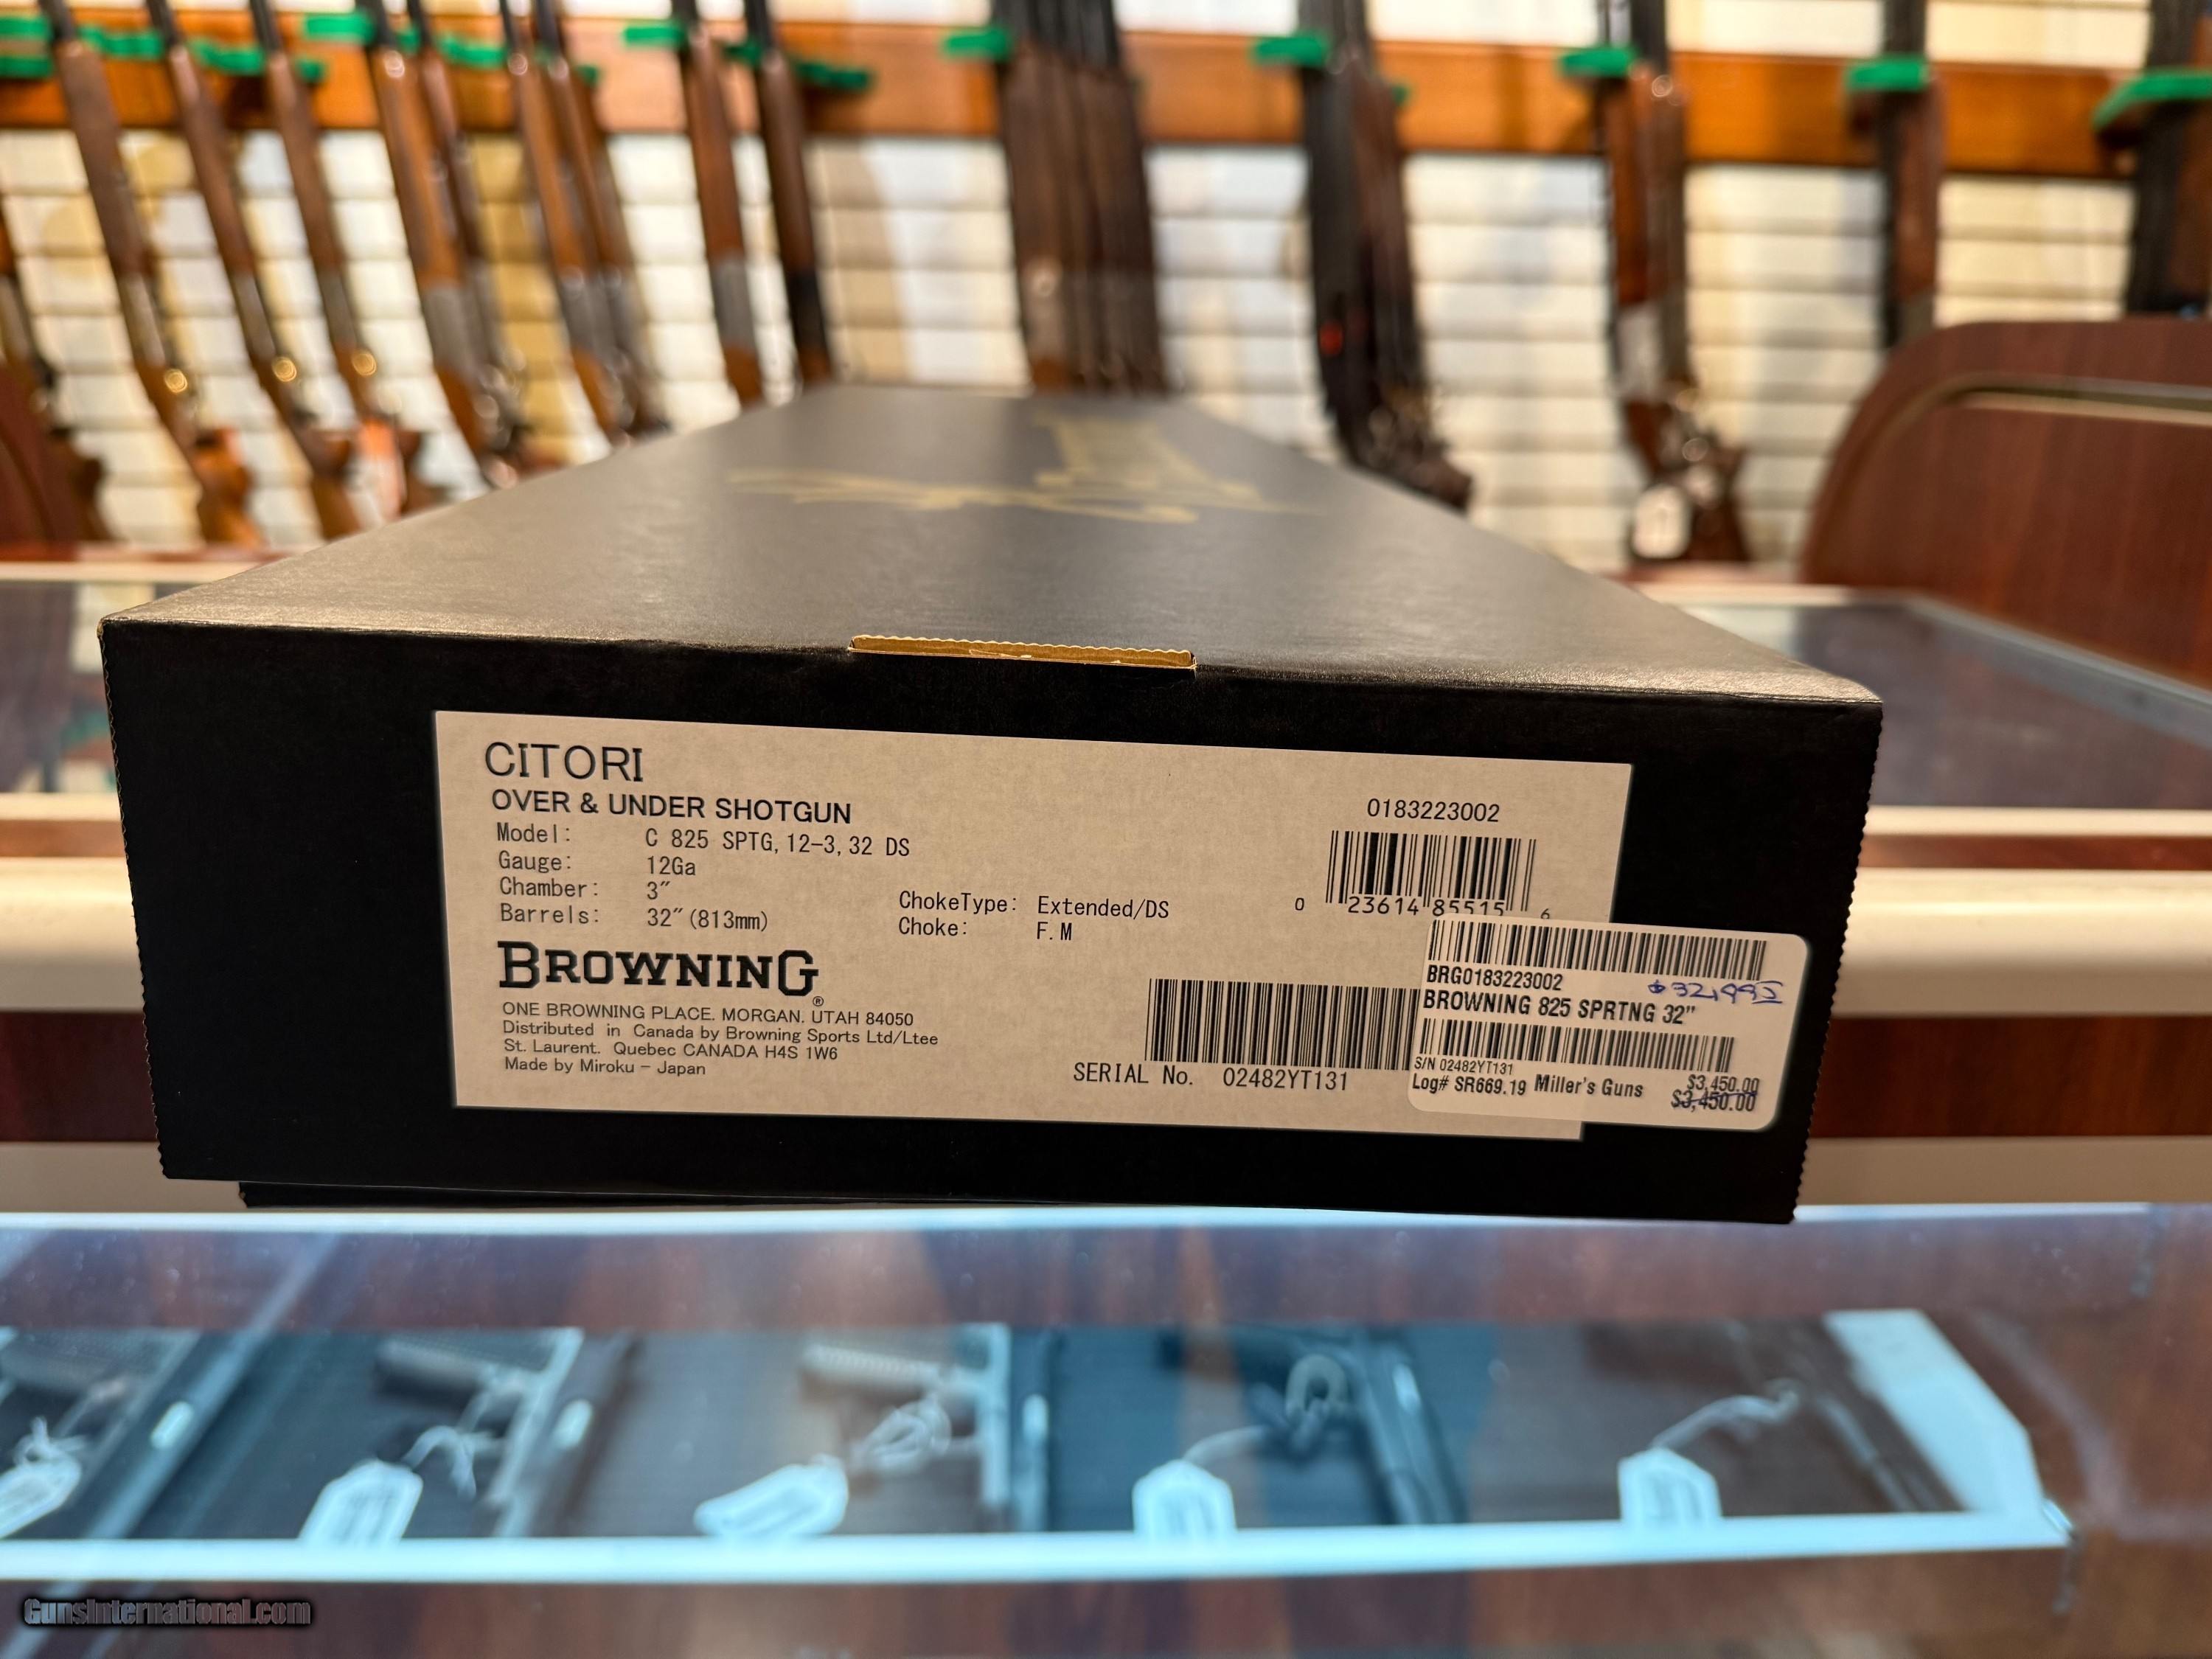 CITORI
OVER & UNDER SHOTGUN
Model: C 825 SPTG, 12-3, 32 DS
Gauge: 12Ga
Chamber: 3″
Barrels: 32″(813mm)
ChokeType: Extended/DS
Choke: F.M
BROWNING®
ONE BROWNING PLACE. MORGAN. UTAH 84050
Distributed in Canada by Browning Sports Ltd/Ltee
St. Laurent. Quebec CANADA H4S 1W6
Made by Miroku - Japan
0183223002
0 23614 85515 6
SERIAL No. 02482YT131
BRG0183223002
BROWNING 825 SPRTNG 32"
S/N 02482YT131
Log# SR669.19 Miller's Guns
$3,450.00
$3,450.00
GunsInternational.com